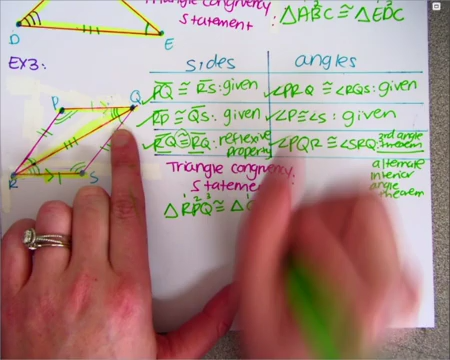 Triangle Congruency
Statement :
△ABC ≅ △EDC
D
E
EX3:
sides
angles
PQ ≅ RS: given
∠PRQ ≅ ∠RQS: given
RP ≅ QS: given
∠P ≅ ∠S: given
RQ ≅ RQ: reflexive property
∠PQR ≅ ∠SRQ: 3rd angle theorem
alternate
interior
angle
theorem
P
Q
R
S
Triangle Congruency
Statement:
△RPQ ≅ △